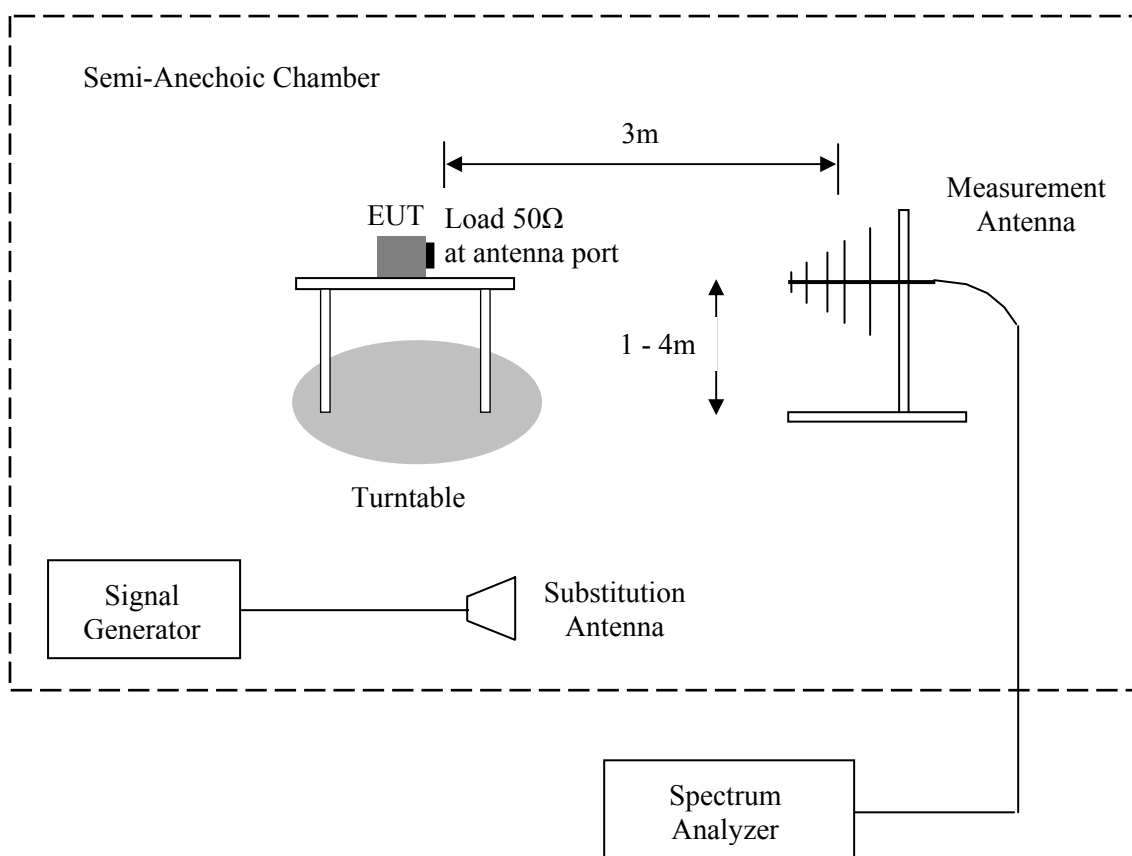 Semi-Anechoic Chamber
3m
Measurement
Antenna
EUT
Load 50Ω
at antenna port
1 - 4m
Turntable
Signal
Generator
Substitution
Antenna
Spectrum
Analyzer